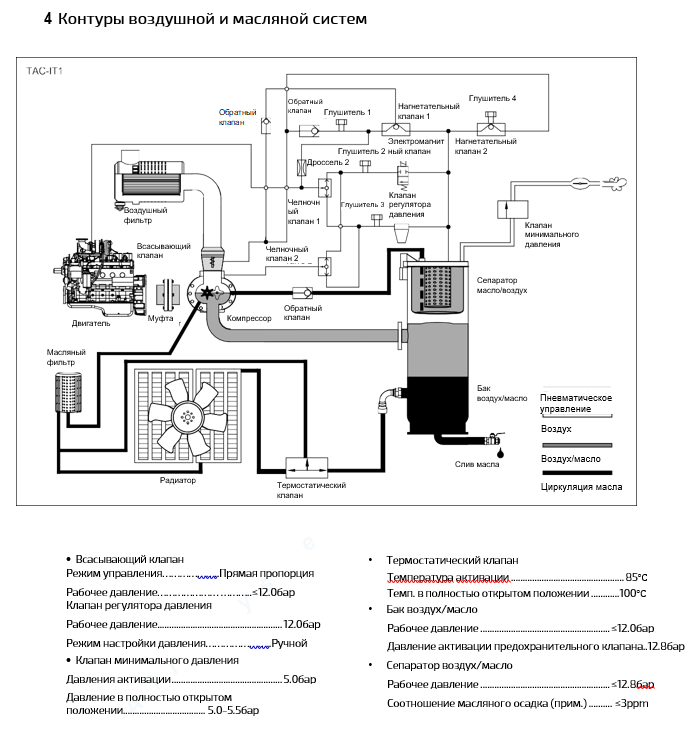 4 Контуры воздушной и масляной систем
TAC-IT1
Обратный
клапан
Обратный
клапан
Глушитель 1
Нагнетательный
клапан 1
Глушитель 4
Электромагнит
ный клапан
Нагнетательный
клапан 2
Глушитель 2
Дроссель 2
Воздушный
фильтр
Челночн
ый
клапан 1
Глушитель 3
Клапан
регулятора
давления
Клапан
минимального
давления
Всасывающий
клапан
Челночный
клапан 2
Сепаратор
масло/воздух
Двигатель
Муфта
Компрессор
Обратный
клапан
Масляный
фильтр
Бак
воздух/масло
Пневматическое
управление
Воздух
Воздух/масло
Циркуляция масла
Слив масла
Радиатор
Термостатический
клапан
• Всасывающий клапан
Режим управления....................Прямая пропорция
Рабочее давление................................≤12.0бар
Клапан регулятора давления
Рабочее давление..................................................... 12.0бар
Режим настройки давления......................Ручной
• Клапан минимального давления
Давления активации................................................ 5.0бар
Давление в полностью открытом
положении................................... 5.0-5.5бар
• Термостатический клапан
Температура активации................................................ 85°C
Темп. в полностью открытом положении ............100°C
• Бак воздух/масло
Рабочее давление ....................................................... ≤12.0бар
Давление активации предохранительного клапана..12.8бар
• Сепаратор воздух/масло
Рабочее давление ....................................................... ≤12.8бар
Соотношение масляного осадка (прим.) .......... ≤3ppm